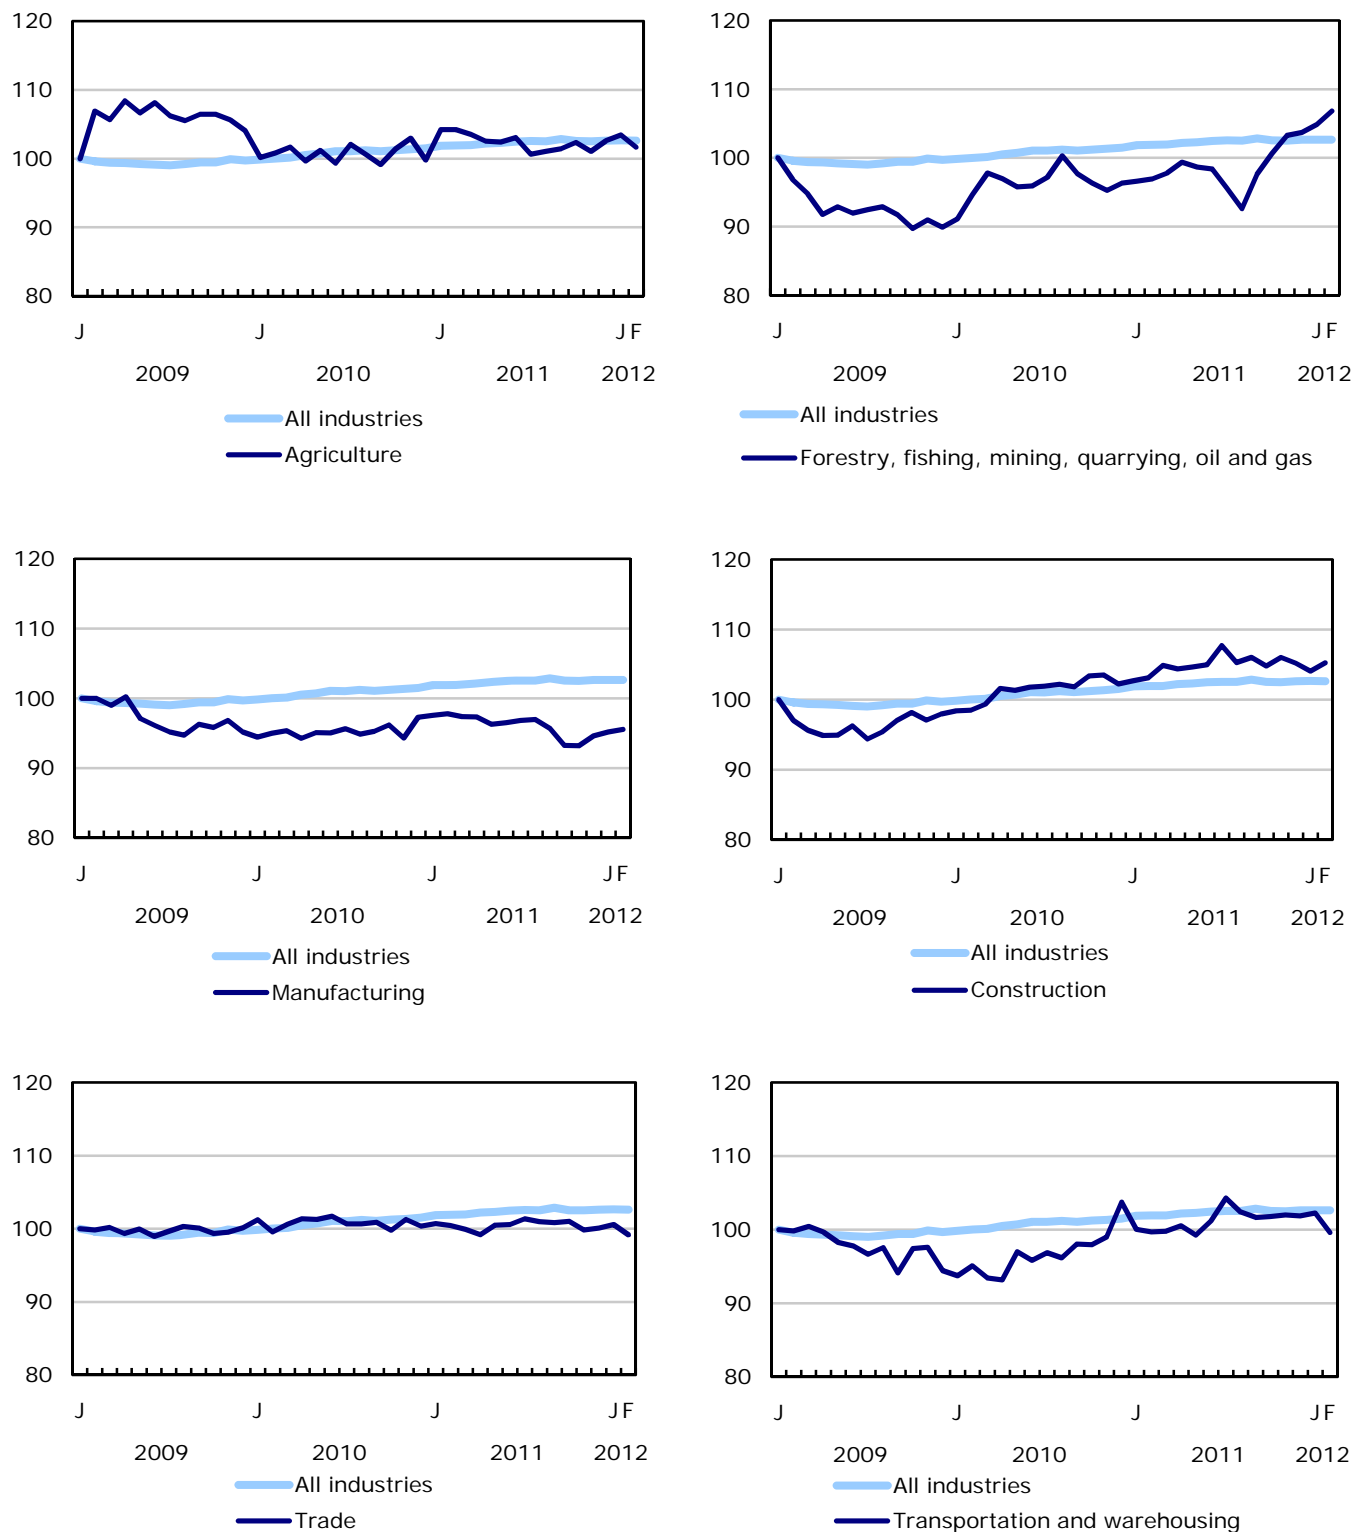 120
110
100
90
80
J J J J F
2009 2010 2011 2012
All industries
Agriculture
120
110
100
90
80
J J J J F
2009 2010 2011 2012
All industries
Forestry, fishing, mining, quarrying, oil and gas
120
110
100
90
80
J J J J F
2009 2010 2011 2012
All industries
Manufacturing
120
110
100
90
80
J J J J F
2009 2010 2011 2012
All industries
Construction
120
110
100
90
80
J J J J F
2009 2010 2011 2012
All industries
Trade
120
110
100
90
80
J J J J F
2009 2010 2011 2012
All industries
Transportation and warehousing